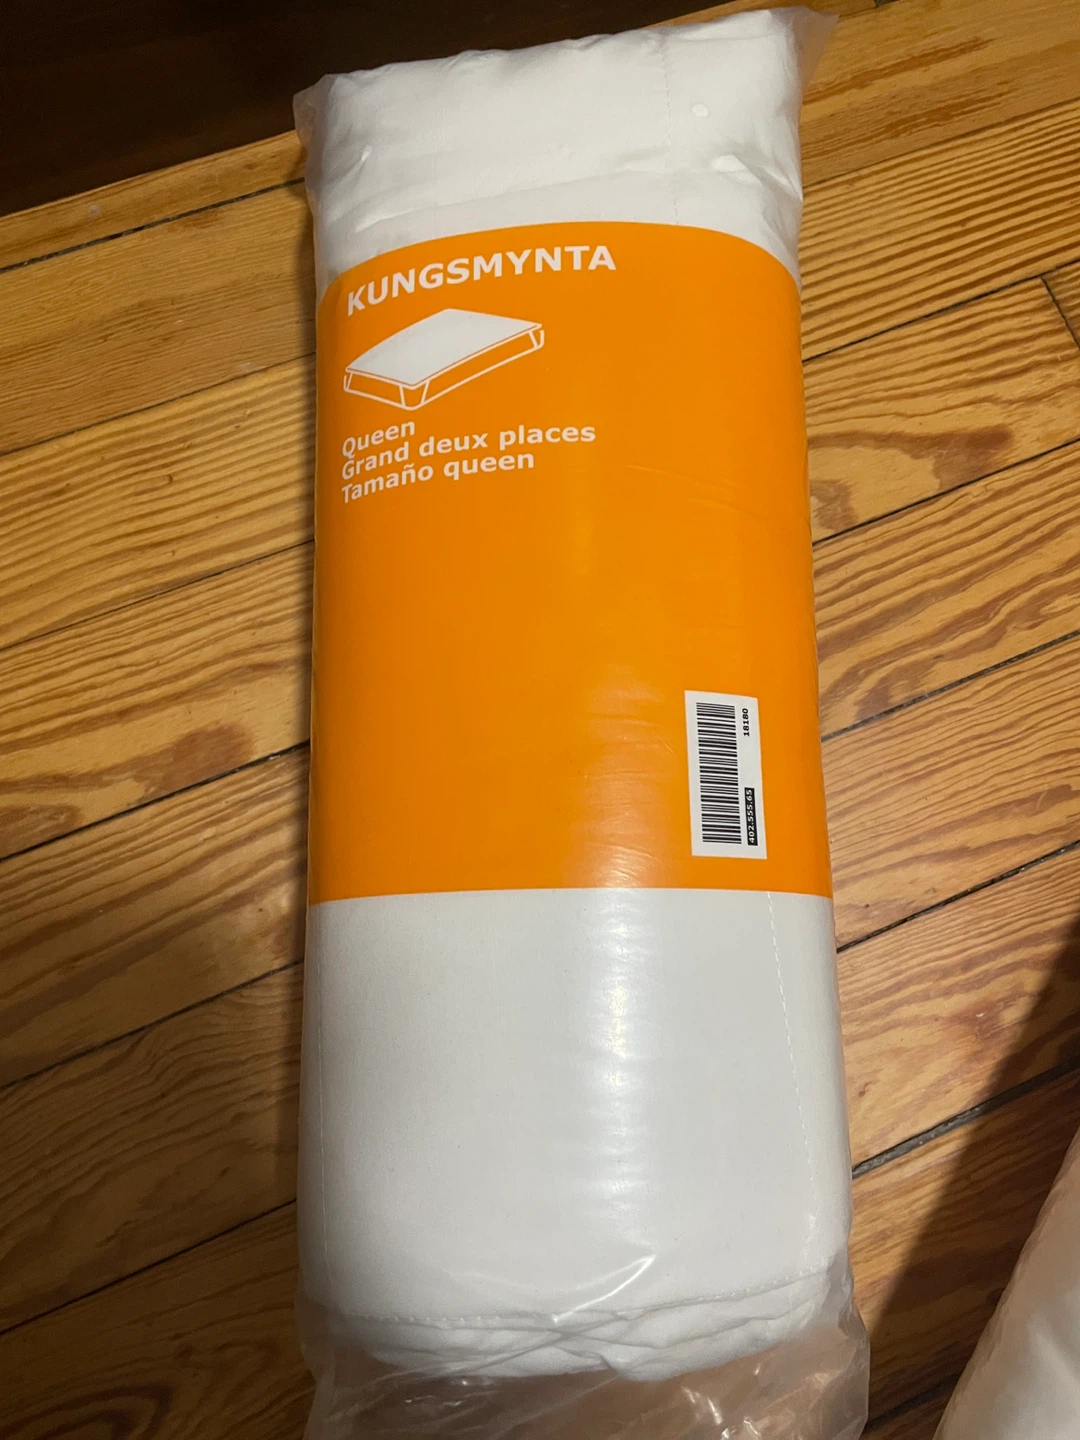 KUNGSMYNTA
Queen
Grand deux places
Tamaño queen
18180
402.555.65